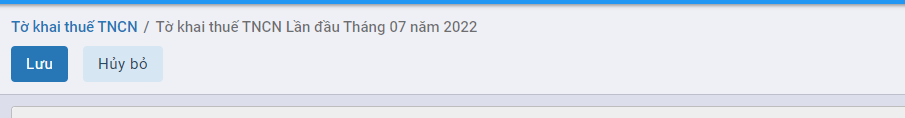 Tờ khai thuế TNCN / Tờ khai thuế TNCN Lần đầu Tháng 07 năm 2022
Lưu Hủy bỏ